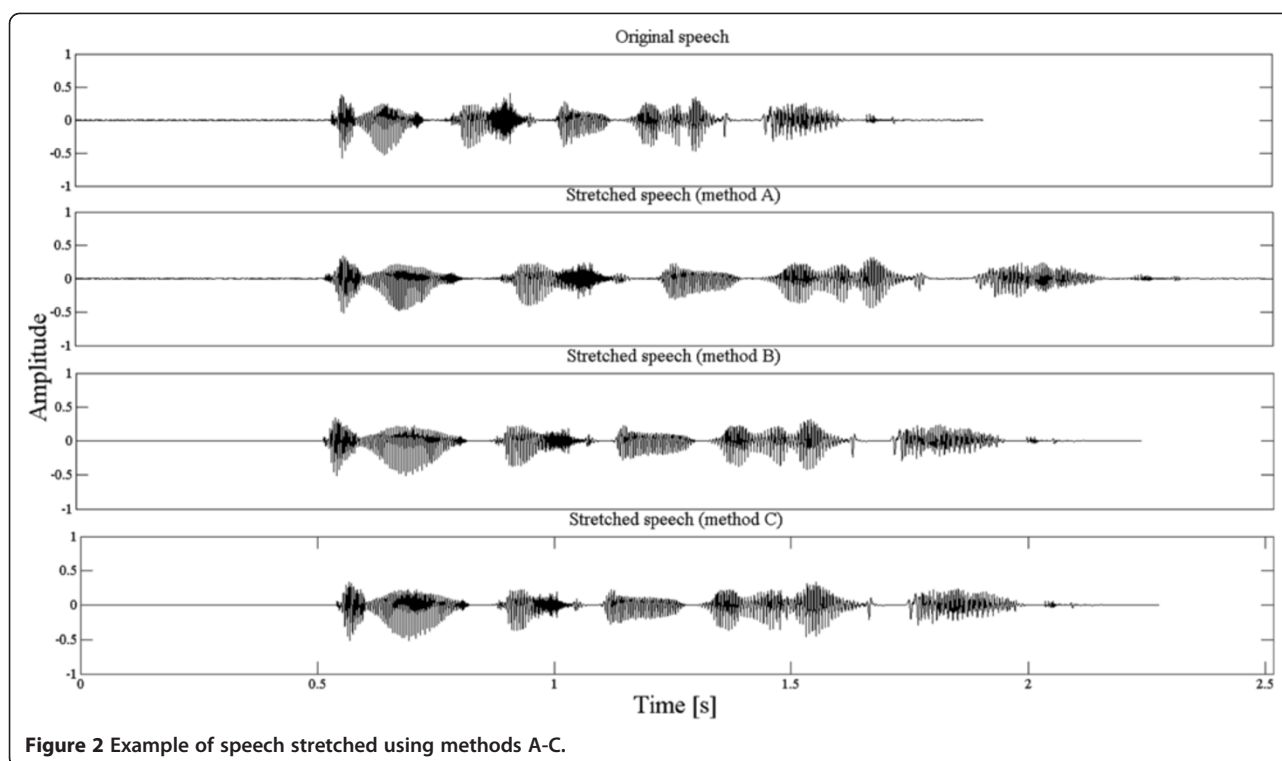 Original speech
1
0.5
0
-0.5
-1
Stretched speech (method A)
1
0.5
0
-0.5
-1
Stretched speech (method B)
1
0.5
0
-0.5
-1
Stretched speech (method C)
1
0.5
0
-0.5
-1
Amplitude
0 0.5 1 1.5 2 2.5
Time [s]
Figure 2 Example of speech stretched using methods A-C.